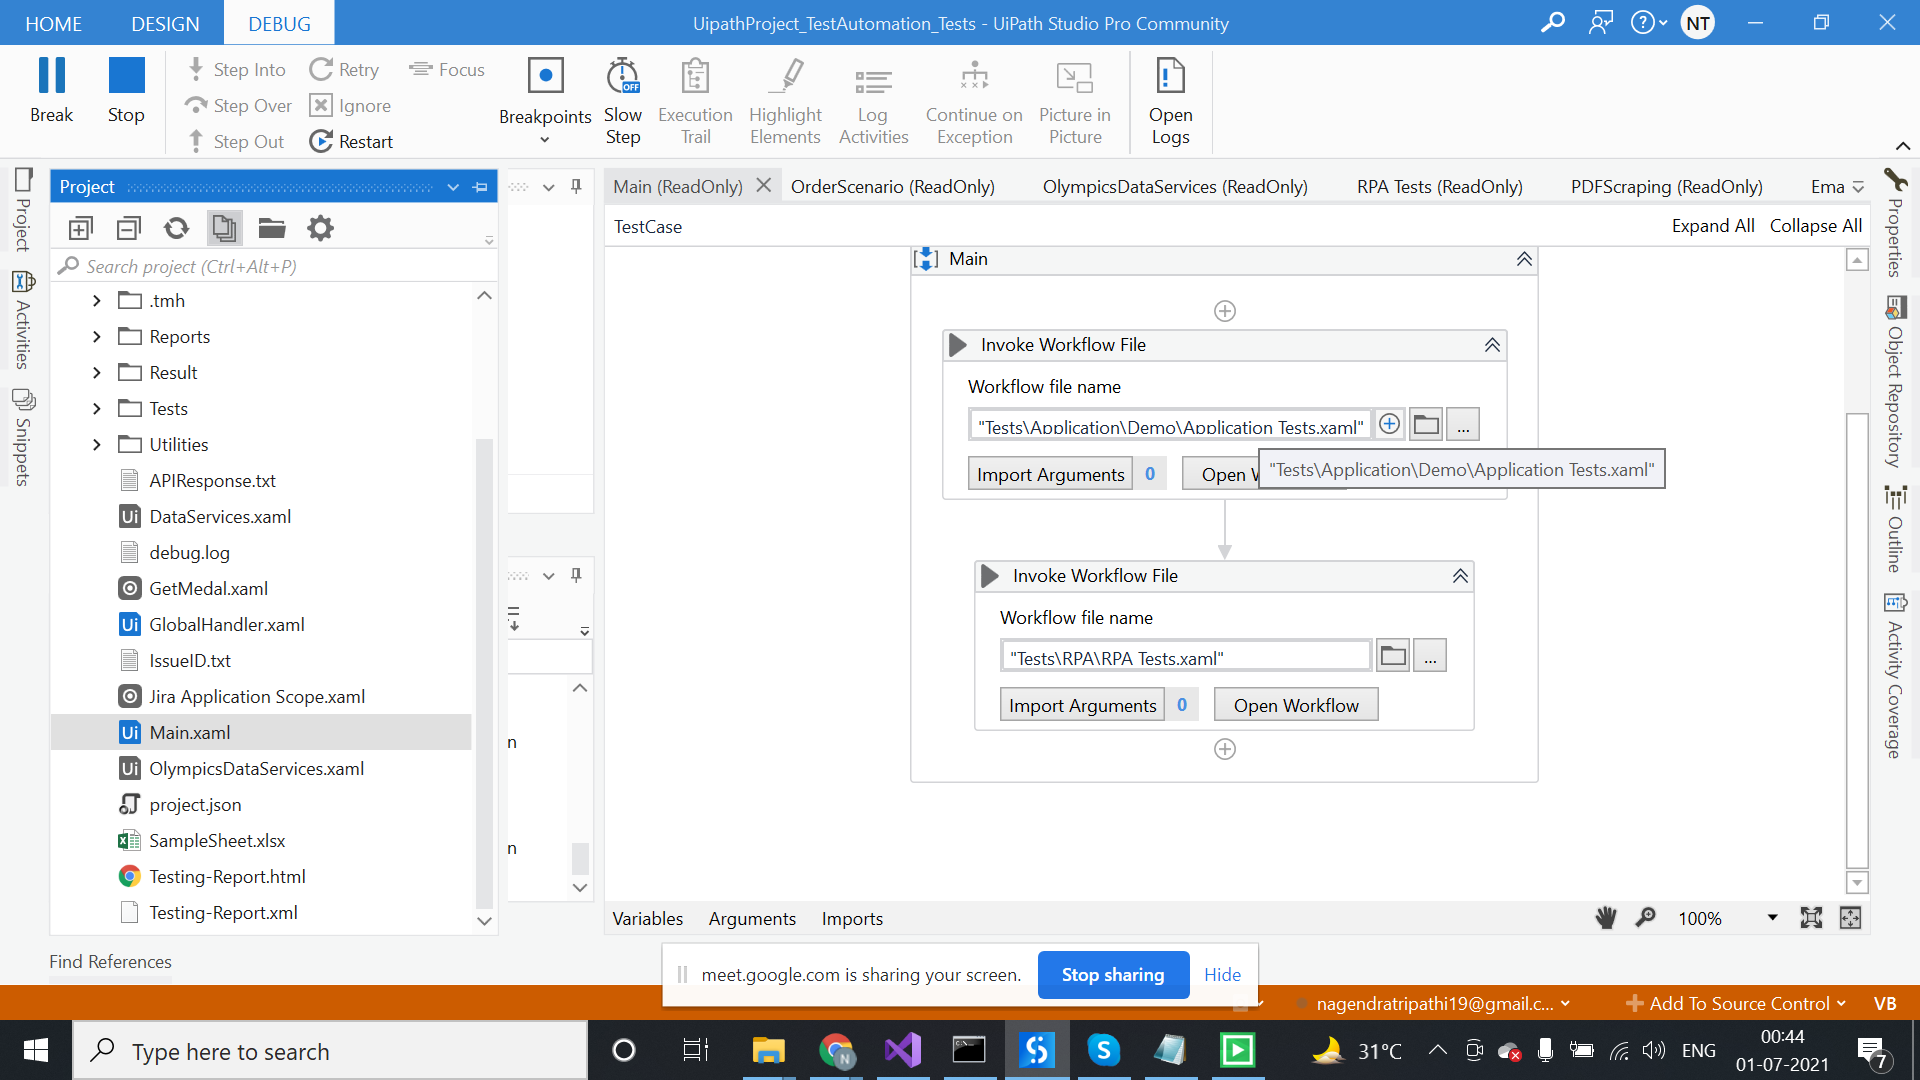 HOME DESIGN DEBUG UipathProject_TestAutomation_Tests - UiPath Studio Pro Community NT
Break
Stop
Step Into
Step Over
Step Out
Retry
Ignore
Restart
Focus
Breakpoints
Slow
Step
OFF
Execution
Trail
Highlight
Elements
Log
Activities
Continue on
Exception
Picture in
Picture
Open
Logs
Project
Activities
Snippets
Project
Search project (Ctrl+Alt+P)
.tmh
Reports
Result
Tests
Utilities
APIResponse.txt
Ui DataServices.xaml
debug.log
GetMedal.xaml
Ui GlobalHandler.xaml
IssueID.txt
Jira Application Scope.xaml
Ui Main.xaml
Ui OlympicsDataServices.xaml
project.json
SampleSheet.xlsx
Testing-Report.html
Testing-Report.xml
Find References
n
n
Main (ReadOnly) OrderScenario (ReadOnly) OlympicsDataServices (ReadOnly) RPA Tests (ReadOnly) PDFScraping (ReadOnly) Ema
TestCase Expand All Collapse All
Main
Invoke Workflow File
Workflow file name
"Tests\Application\Demo\Application Tests.xaml" ...
Import Arguments 0 Open W
"Tests\Application\Demo\Application Tests.xaml"
Invoke Workflow File
Workflow file name
"Tests\RPA\RPA Tests.xaml" ...
Import Arguments 0 Open Workflow
Variables Arguments Imports 100%
Properties
Object Repository
Outline
Activity Coverage
meet.google.com is sharing your screen. Stop sharing Hide
nagendratripathi19@gmail.c... Add To Source Control VB
Type here to search
N
S
31°C ENG
00:44
01-07-2021
7